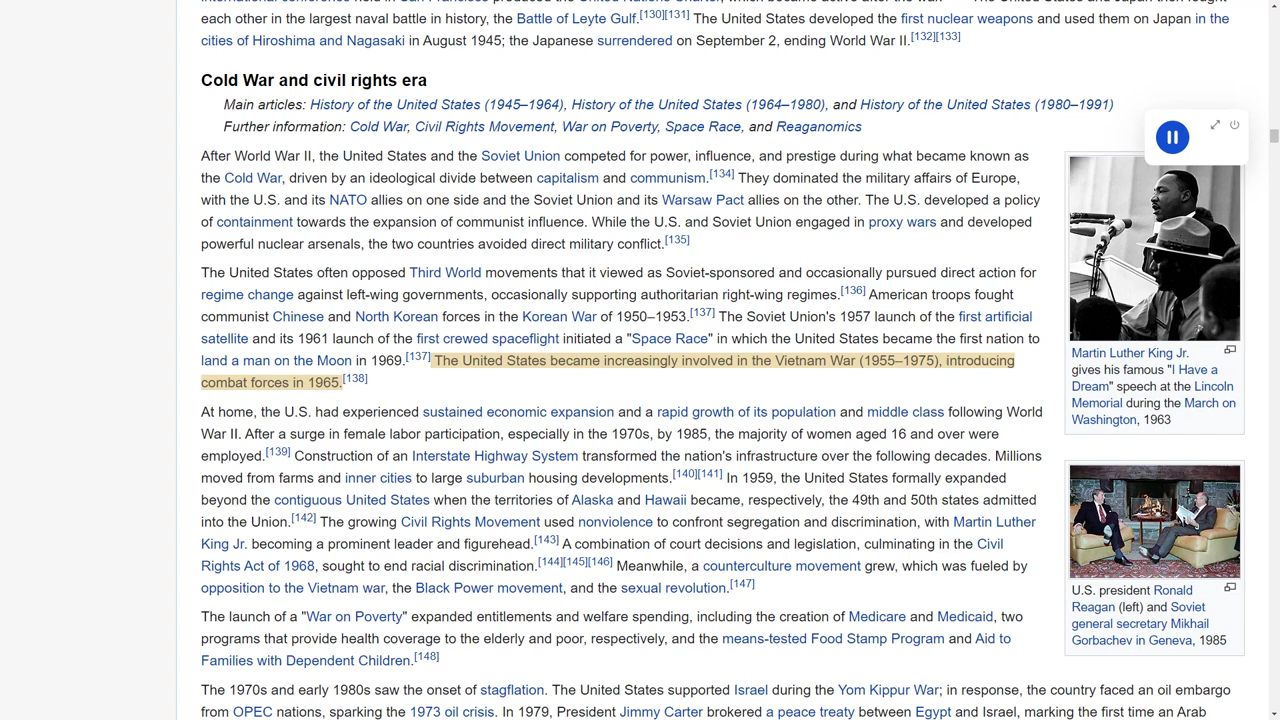 each other in the largest naval battle in history, the Battle of Leyte Gulf.[130][131] The United States developed the first nuclear weapons and used them on Japan in the
cities of Hiroshima and Nagasaki in August 1945; the Japanese surrendered on September 2, ending World War II.[132][133]
Cold War and civil rights era
Main articles: History of the United States (1945–1964), History of the United States (1964–1980), and History of the United States (1980–1991)
Further information: Cold War, Civil Rights Movement, War on Poverty, Space Race, and Reaganomics
After World War II, the United States and the Soviet Union competed for power, influence, and prestige during what became known as
the Cold War, driven by an ideological divide between capitalism and communism.[134] They dominated the military affairs of Europe,
with the U.S. and its NATO allies on one side and the Soviet Union and its Warsaw Pact allies on the other. The U.S. developed a policy
of containment towards the expansion of communist influence. While the U.S. and Soviet Union engaged in proxy wars and developed
powerful nuclear arsenals, the two countries avoided direct military conflict.[135]
The United States often opposed Third World movements that it viewed as Soviet-sponsored and occasionally pursued direct action for
regime change against left-wing governments, occasionally supporting authoritarian right-wing regimes.[136] American troops fought
communist Chinese and North Korean forces in the Korean War of 1950–1953.[137] The Soviet Union's 1957 launch of the first artificial
satellite and its 1961 launch of the first crewed spaceflight initiated a "Space Race" in which the United States became the first nation to
land a man on the Moon in 1969.[137] The United States became increasingly involved in the Vietnam War (1955–1975), introducing
combat forces in 1965.[138]
At home, the U.S. had experienced sustained economic expansion and a rapid growth of its population and middle class following World
War II. After a surge in female labor participation, especially in the 1970s, by 1985, the majority of women aged 16 and over were
employed.[139] Construction of an Interstate Highway System transformed the nation's infrastructure over the following decades. Millions
moved from farms and inner cities to large suburban housing developments.[140][141] In 1959, the United States formally expanded
beyond the contiguous United States when the territories of Alaska and Hawaii became, respectively, the 49th and 50th states admitted
into the Union.[142] The growing Civil Rights Movement used nonviolence to confront segregation and discrimination, with Martin Luther
King Jr. becoming a prominent leader and figurehead.[143] A combination of court decisions and legislation, culminating in the Civil
Rights Act of 1968, sought to end racial discrimination.[144][145][146] Meanwhile, a counterculture movement grew, which was fueled by
opposition to the Vietnam war, the Black Power movement, and the sexual revolution.[147]
The launch of a "War on Poverty" expanded entitlements and welfare spending, including the creation of Medicare and Medicaid, two
programs that provide health coverage to the elderly and poor, respectively, and the means-tested Food Stamp Program and Aid to
Families with Dependent Children.[148]
The 1970s and early 1980s saw the onset of stagflation. The United States supported Israel during the Yom Kippur War; in response, the country faced an oil embargo
from OPEC nations, sparking the 1973 oil crisis. In 1979, President Jimmy Carter brokered a peace treaty between Egypt and Israel, marking the first time an Arab
Martin Luther King Jr.
gives his famous "I Have a
Dream" speech at the Lincoln
Memorial during the March on
Washington, 1963
U.S. president Ronald
Reagan (left) and Soviet
general secretary Mikhail
Gorbachev in Geneva, 1985